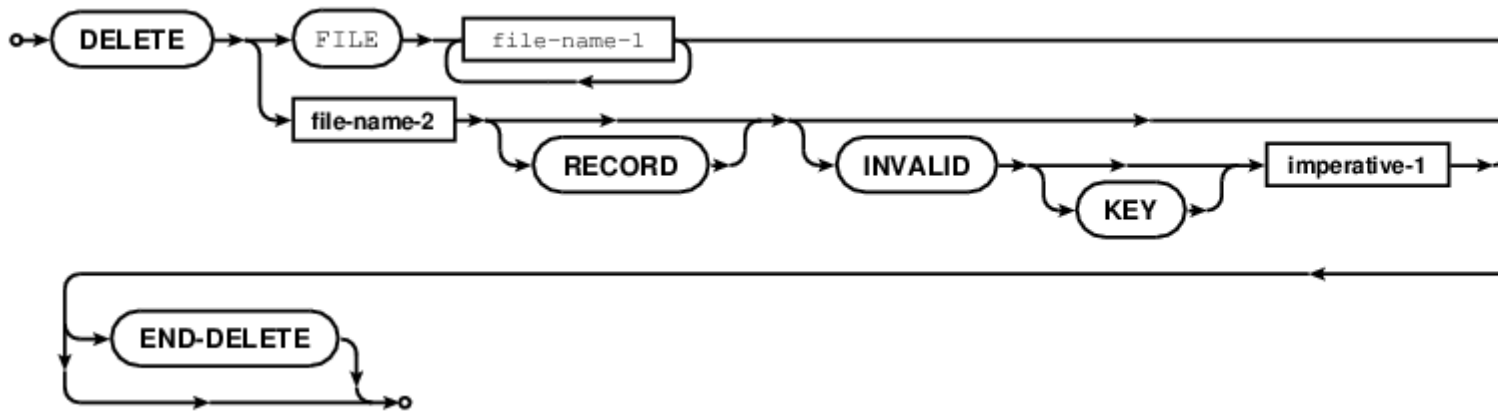 DELETE FILE file-name-1
file-name-2
RECORD INVALID imperative-1
KEY
END-DELETE